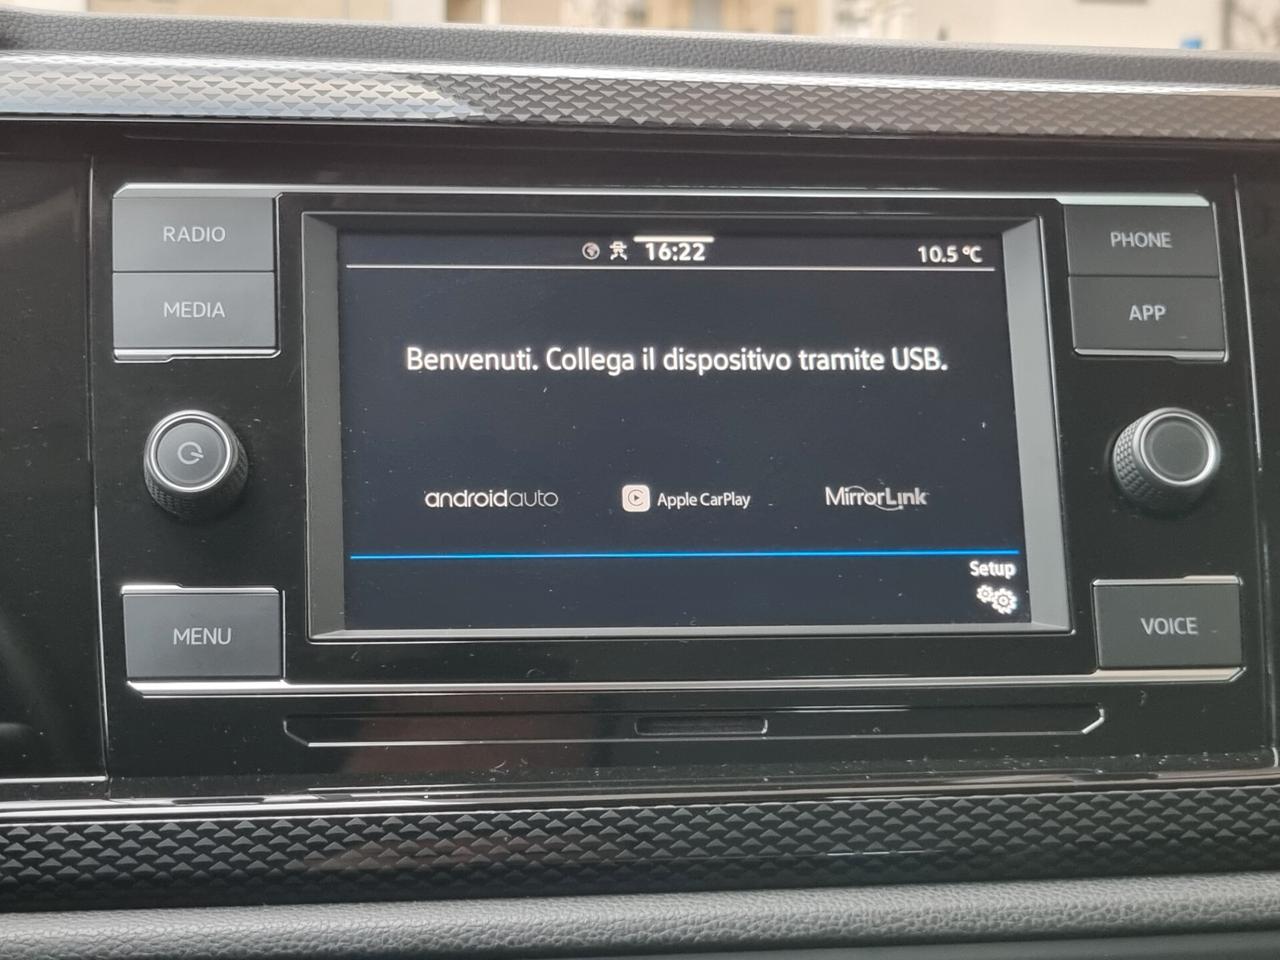 RADIO
MEDIA
MENU
16:22
10.5 °C
Benvenuti. Collega il dispositivo tramite USB.
androidauto
Apple CarPlay
MirrorLink
Setup
PHONE
APP
VOICE